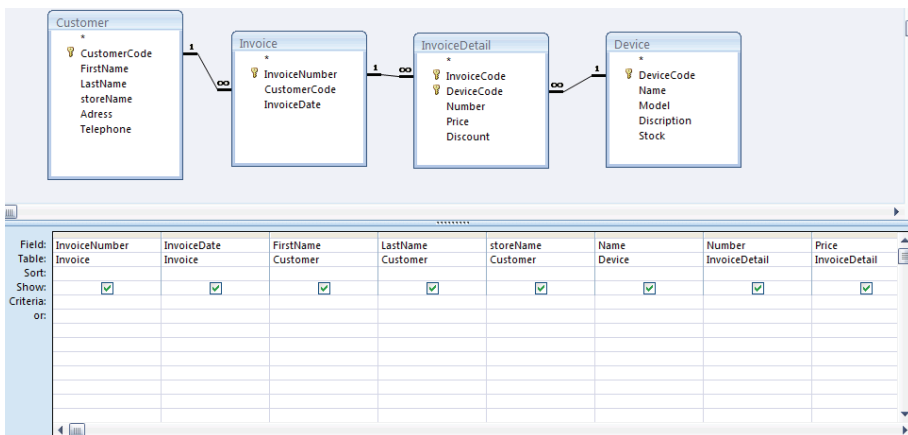 Customer
*
CustomerCode
FirstName
LastName
storeName
Adress
Telephone
1
∞
Invoice
*
InvoiceNumber
CustomerCode
InvoiceDate
1
∞
InvoiceDetail
*
InvoiceCode
DeviceCode
Number
Price
Discount
∞
1
Device
*
DeviceCode
Name
Model
Discription
Stock
Field: InvoiceNumber InvoiceDate FirstName LastName storeName Name Number Price
Table: Invoice Invoice Customer Customer Customer Device InvoiceDetail InvoiceDetail
Sort:
Show:
Criteria:
or: